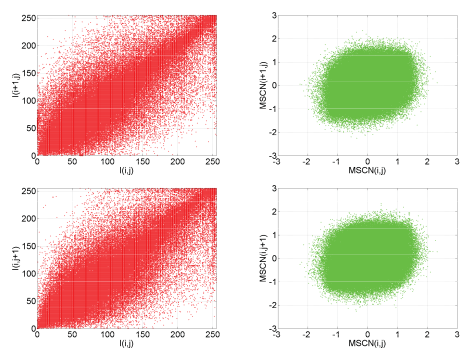 250
200
150
100
50
0
I(i+1,j)
0 50 100 150 200 250
I(i,j)
3
2
1
0
-1
-2
-3
MSCN(i+1,j)
-3 -2 -1 0 1 2 3
MSCN(i,j)
250
200
150
100
50
0
I(i,j+1)
0 50 100 150 200 250
I(i,j)
3
2
1
0
-1
-2
-3
MSCN(i,j+1)
-3 -2 -1 0 1 2 3
MSCN(i,j)